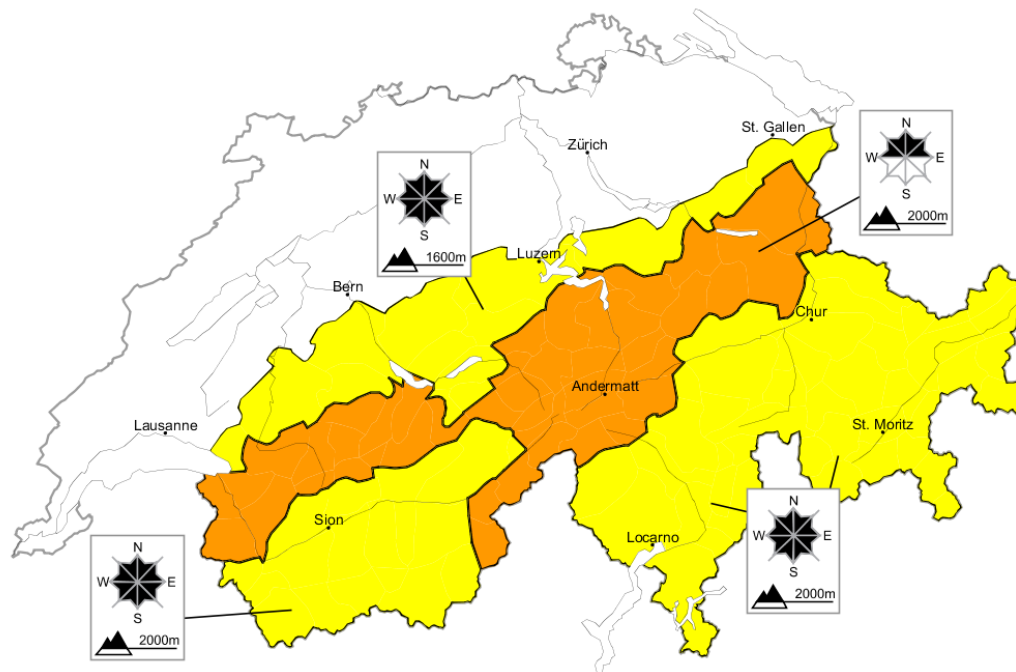 St. Gallen
Zürich
N
W E
S
2000m
N
W E
S
1600m
Luzern
Bern
Chur
Andermatt
Lausanne
St. Moritz
Sion
Locarno
N
W E
S
2000m
N
W E
S
2000m